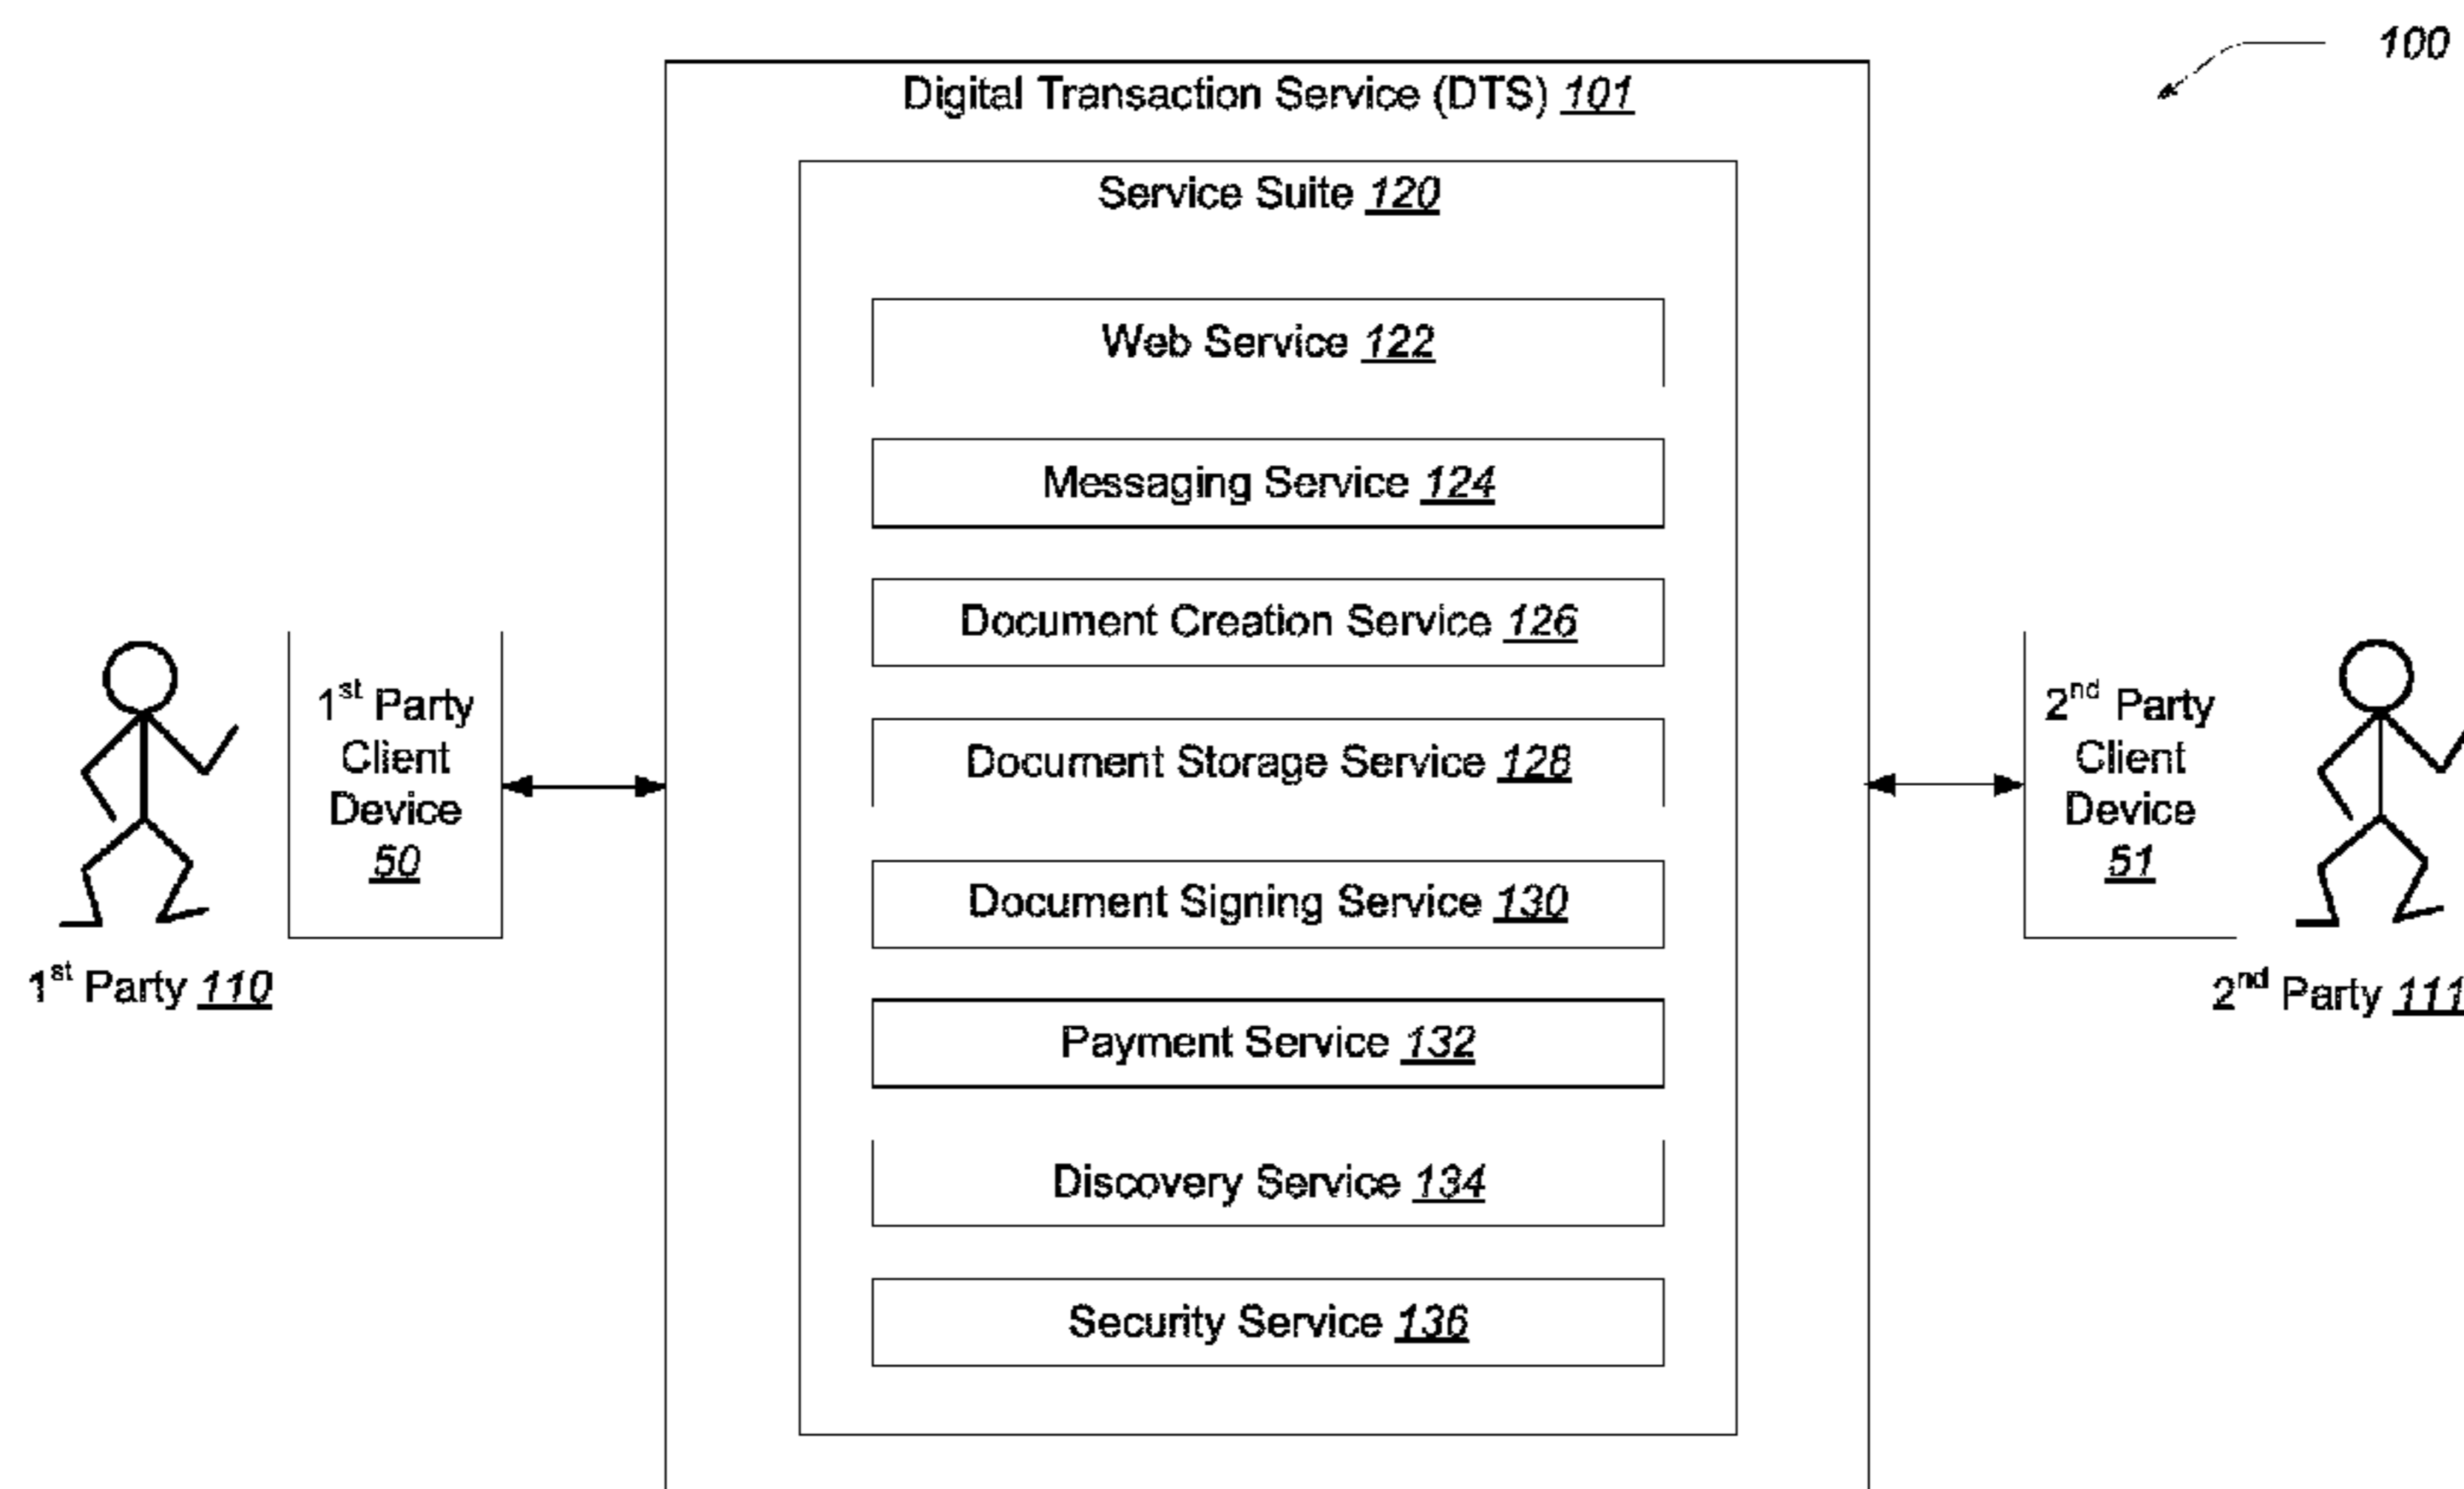 100
Digital Transaction Service (DTS) 101
Service Suite 120
Web Service 122
Messaging Service 124
Document Creation Service 126
Document Storage Service 128
Document Signing Service 130
Payment Service 132
Discovery Service 134
Security Service 136
1st Party
Client
Device
50
1st Party 110
2nd Party
Client
Device
51
2nd Party 111